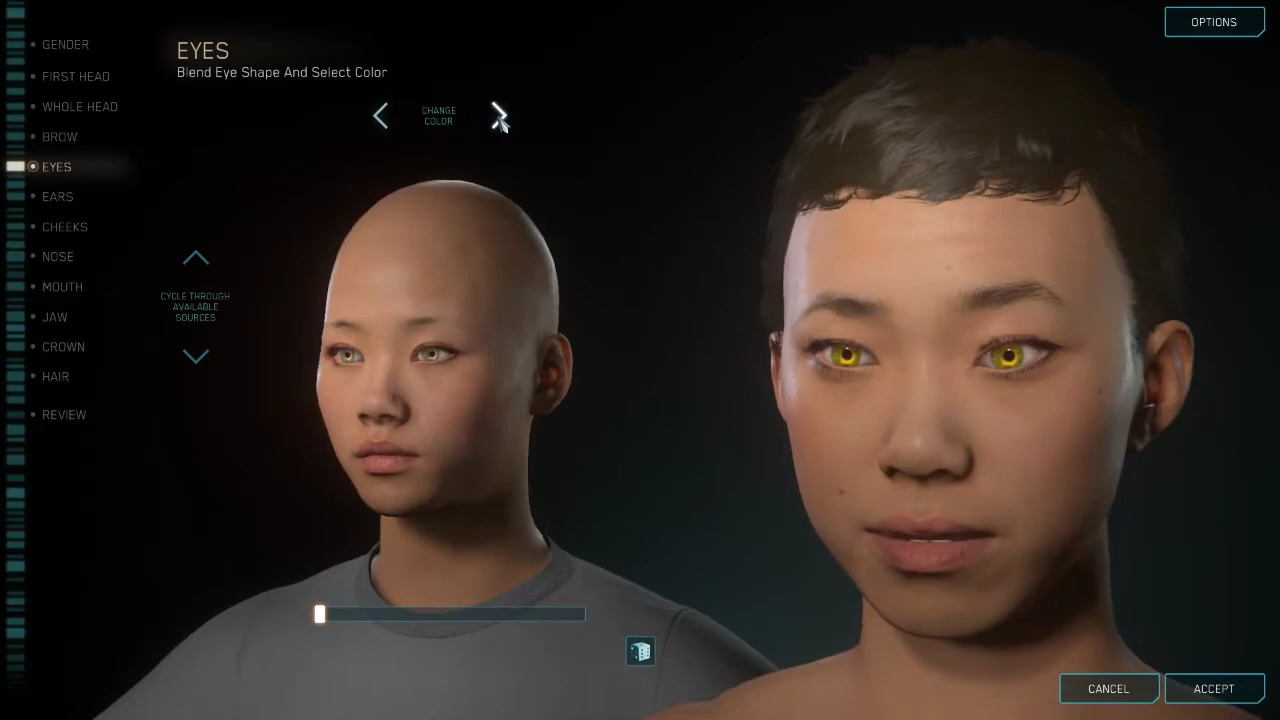 OPTIONS
GENDER
FIRST HEAD
WHOLE HEAD
BROW
EYES
EARS
CHEEKS
NOSE
MOUTH
JAW
CROWN
HAIR
REVIEW
EYES
Blend Eye Shape And Select Color
CHANGE
COLOR
CYCLE THROUGH
AVAILABLE
SOURCES
CANCEL
ACCEPT